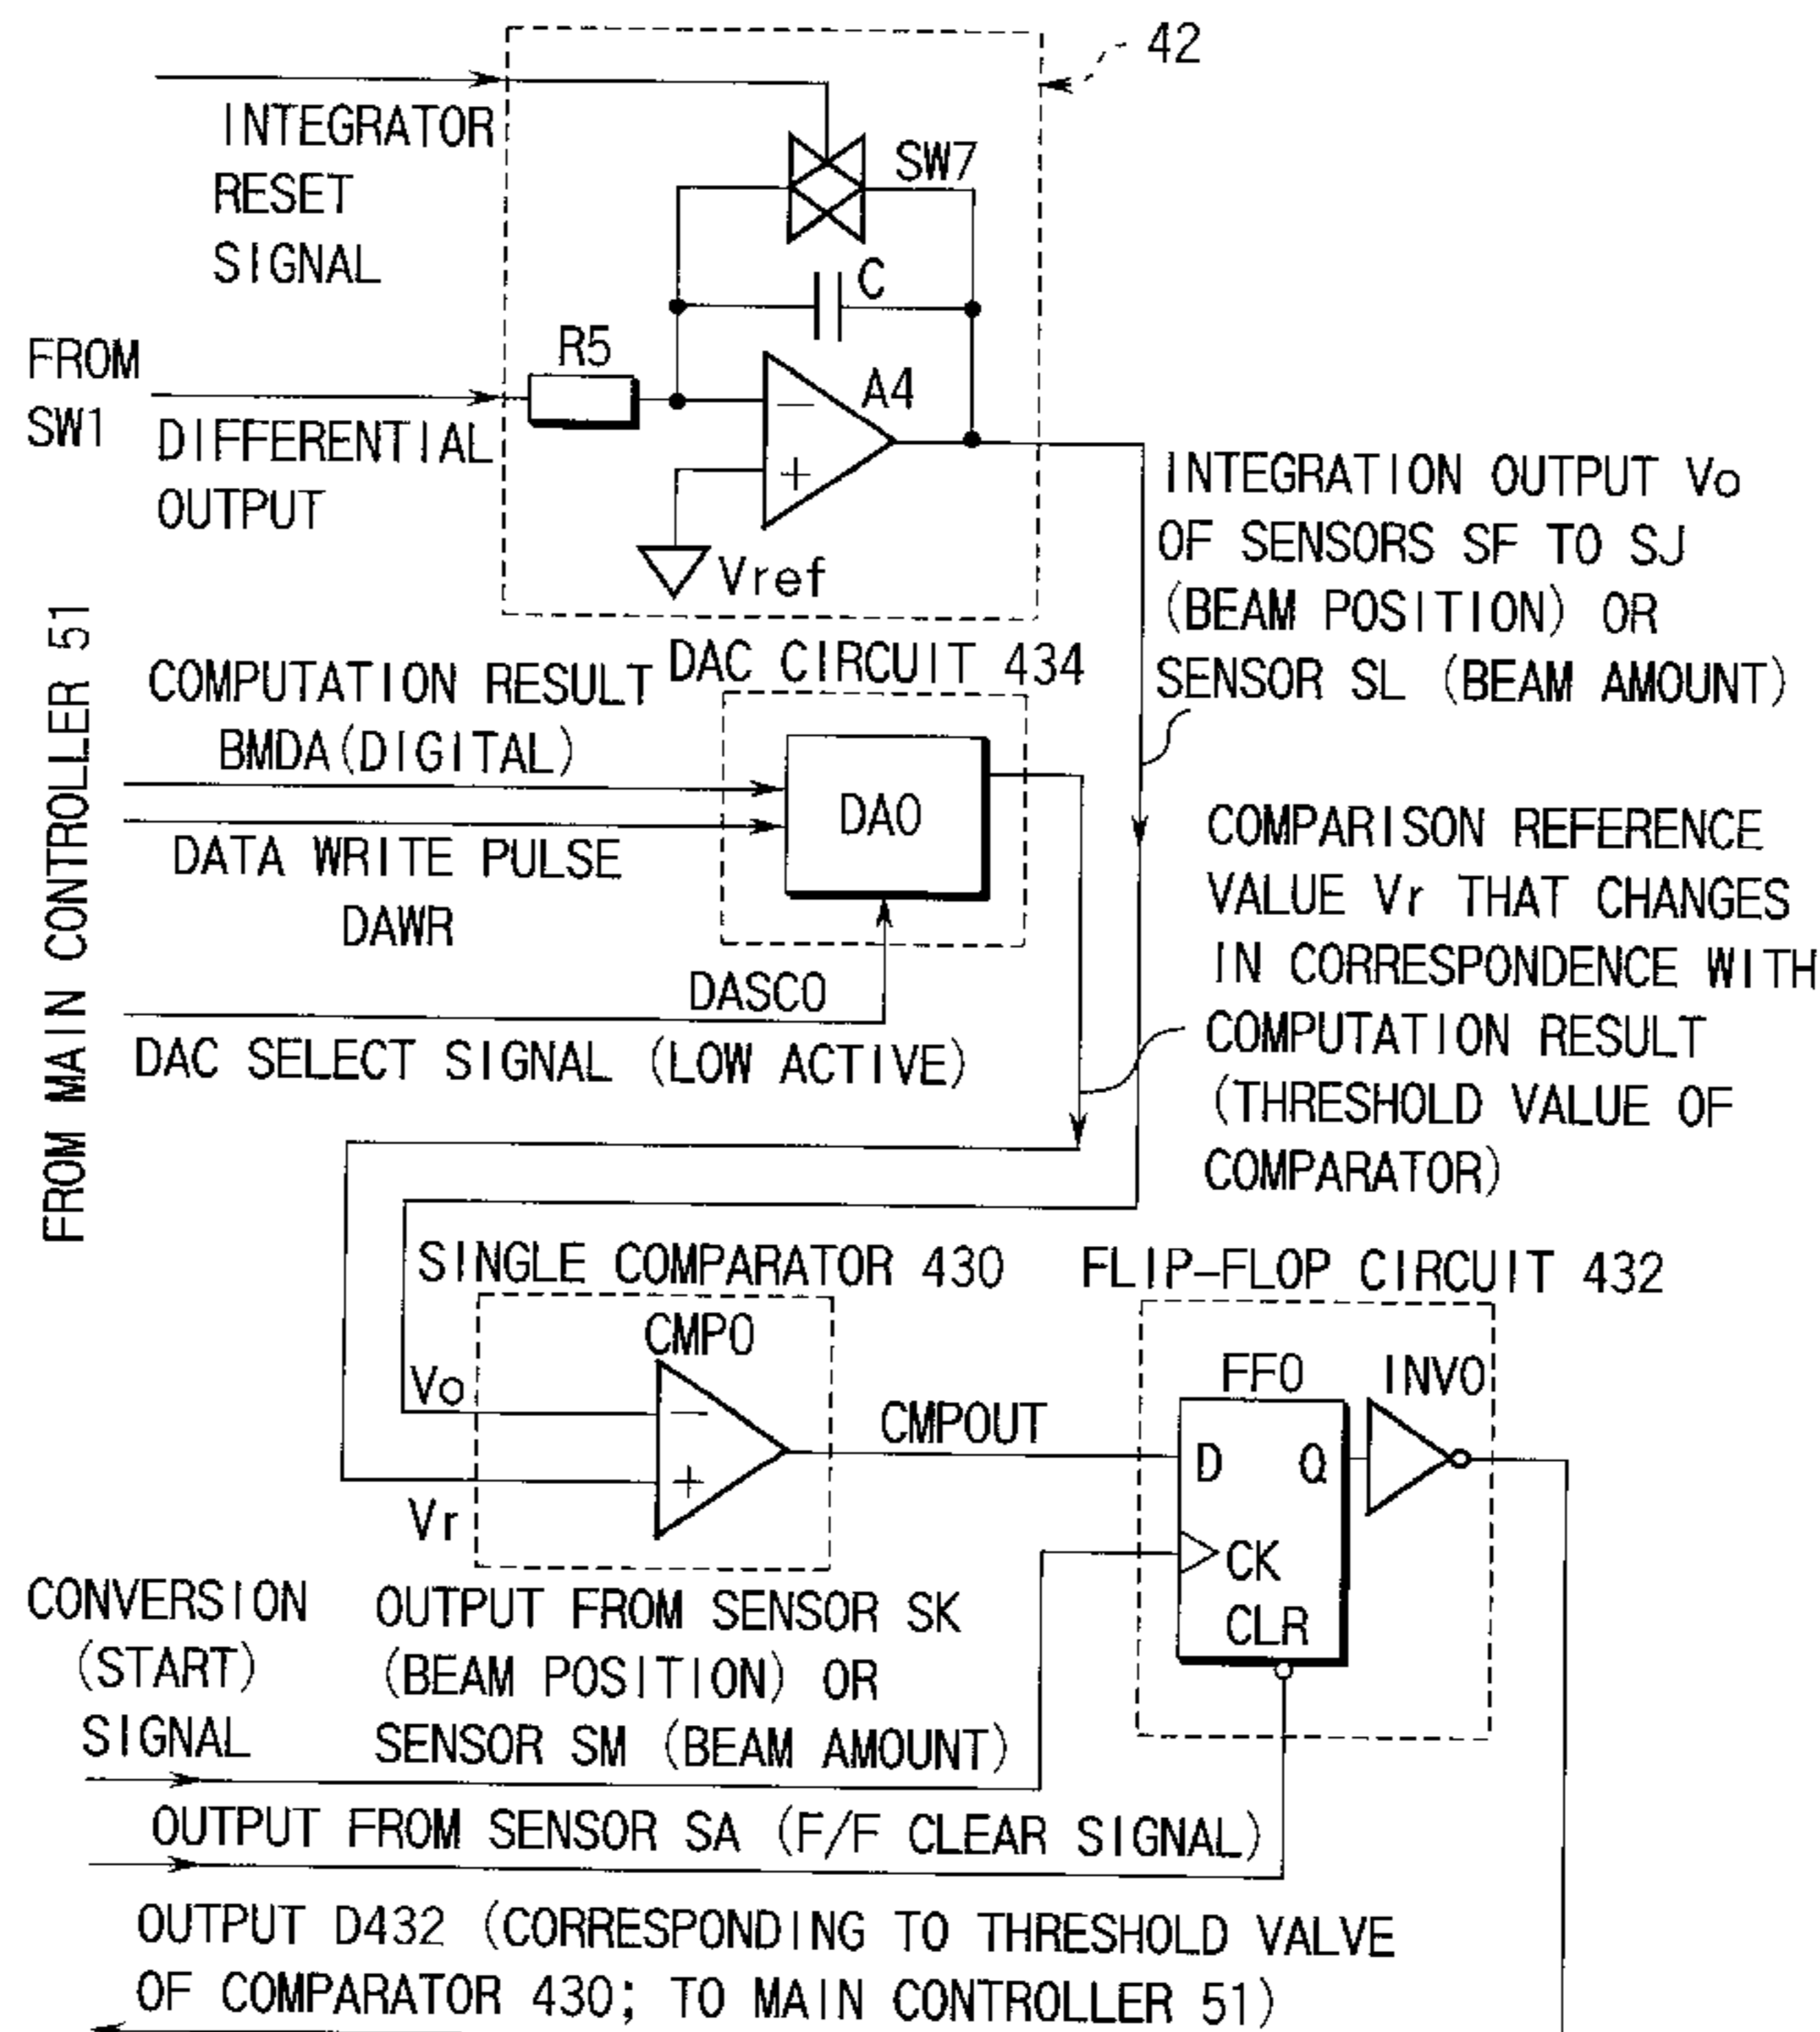 42
INTEGRATOR
RESET
SIGNAL
SW7
C
FROM
SW1
R5
A4
−
+
DIFFERENTIAL
OUTPUT
Vref
INTEGRATION OUTPUT Vo
OF SENSORS SF TO SJ
(BEAM POSITION) OR
SENSOR SL (BEAM AMOUNT)
FROM MAIN CONTROLLER 51
COMPUTATION RESULT
BMDA(DIGITAL)
DAC CIRCUIT 434
DA0
DATA WRITE PULSE
DAWR
DASC0
DAC SELECT SIGNAL (LOW ACTIVE)
COMPARISON REFERENCE
VALUE Vr THAT CHANGES
IN CORRESPONDENCE WITH
COMPUTATION RESULT
(THRESHOLD VALUE OF
COMPARATOR)
SINGLE COMPARATOR 430
CMP0
Vo
−
+
Vr
CMPOUT
FLIP-FLOP CIRCUIT 432
FF0
INV0
D Q
CK
CLR
CONVERSION
(START)
SIGNAL
OUTPUT FROM SENSOR SK
(BEAM POSITION) OR
SENSOR SM (BEAM AMOUNT)
OUTPUT FROM SENSOR SA (F/F CLEAR SIGNAL)
OUTPUT D432 (CORRESPONDING TO THRESHOLD VALVE
OF COMPARATOR 430; TO MAIN CONTROLLER 51)